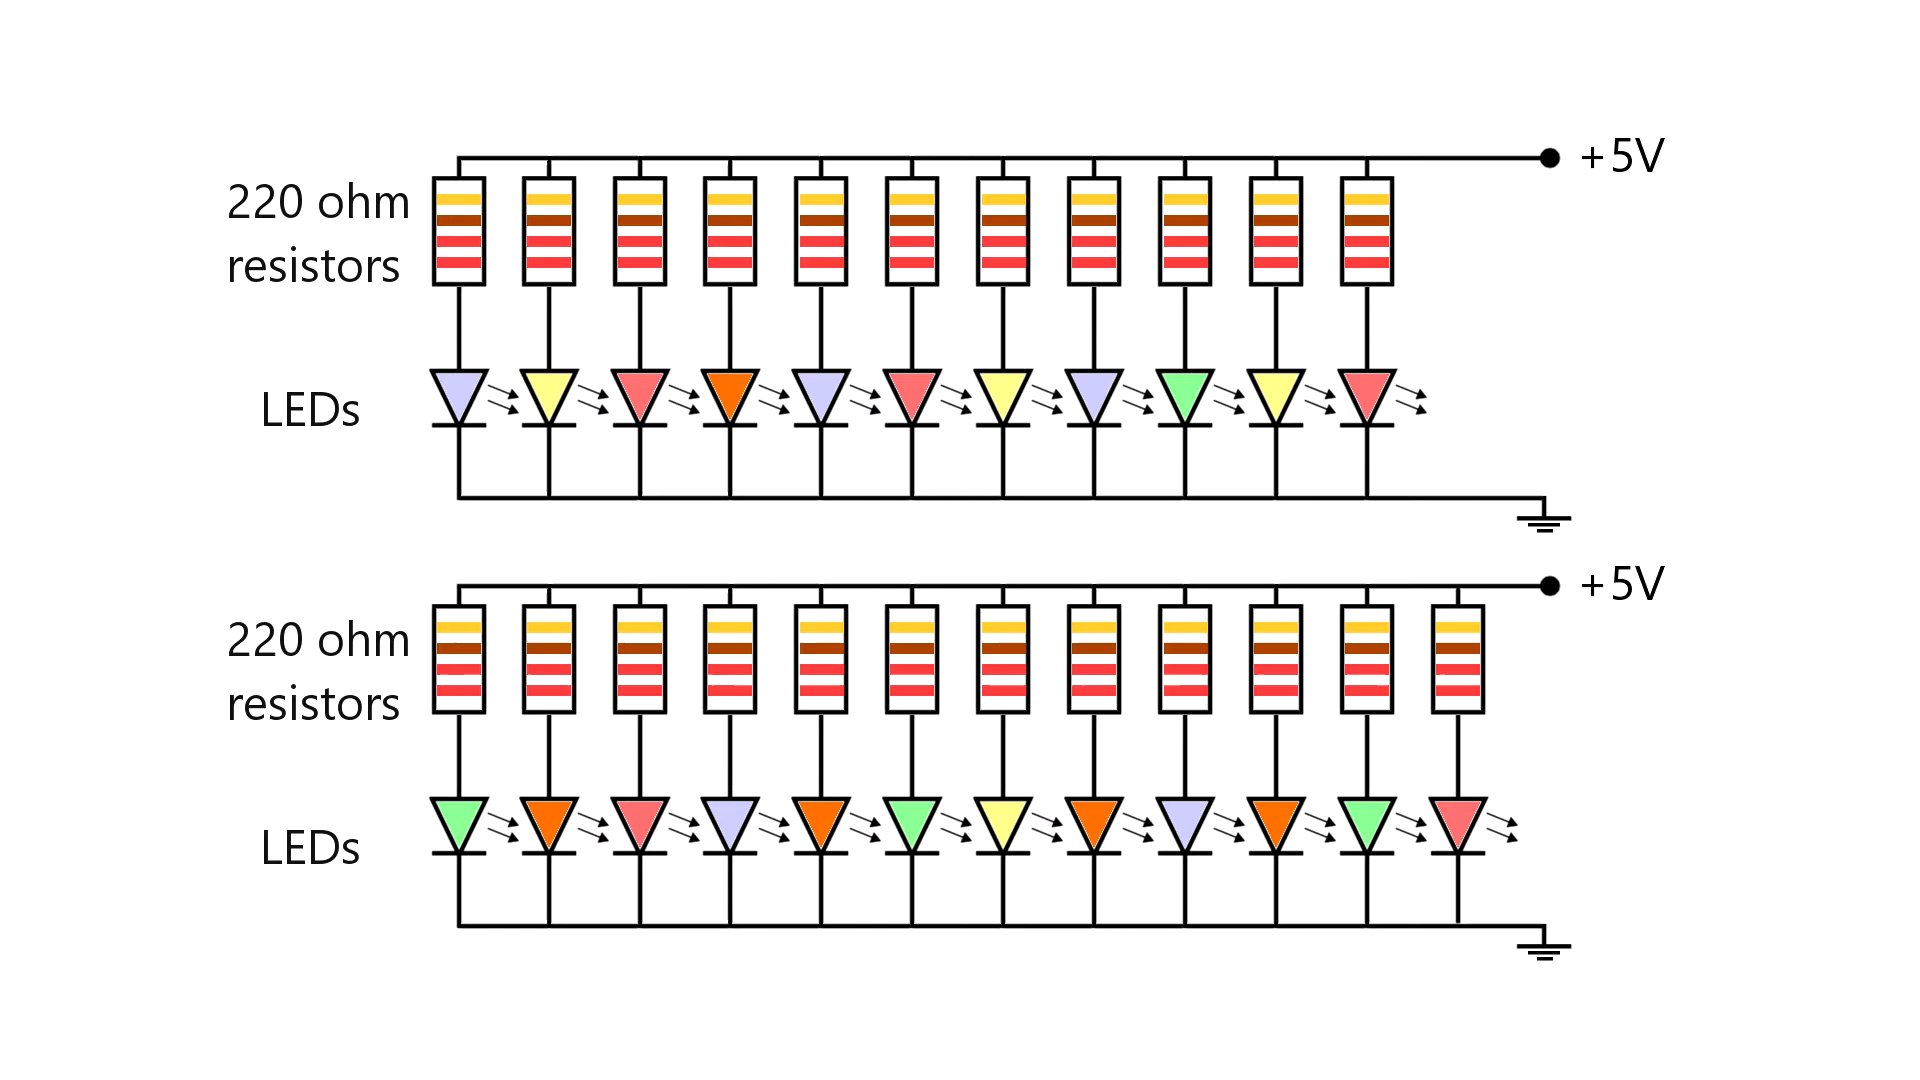 +5V
220 ohm
resistors
LEDs
+5V
220 ohm
resistors
LEDs